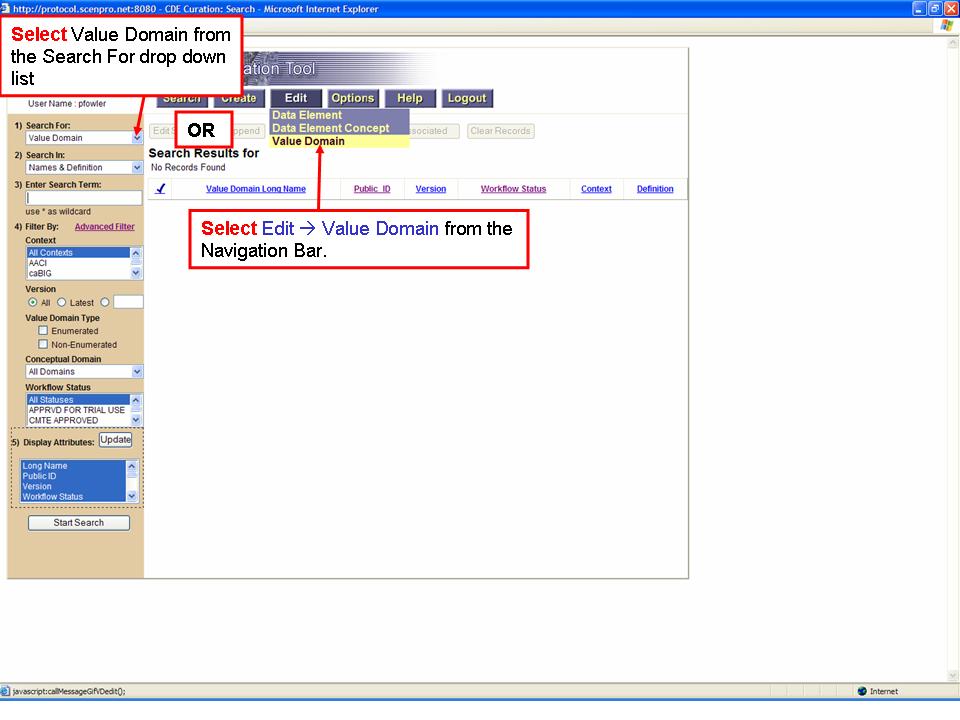 http://protocol.scenpro.net:8080 - CDE Curation: Search - Microsoft Internet Explorer
Select Value Domain from
the Search For drop down
list
ation Tool
User Name : pfowler
Search Create Edit Options Help Logout
Data Element
Data Element Concept
Value Domain
OR
Edit S
pend
ssociated
Clear Records
Search Results for
No Records Found
Value Domain Long Name Public_ID Version Workflow Status Context Definition
Select Edit → Value Domain from the
Navigation Bar.
1) Search For:
Value Domain
2) Search In:
Names & Definition
3) Enter Search Term:
use * as wildcard
4) Filter By: Advanced Filter
Context
All Contexts
AACI
caBIG
Version
All Latest
Value Domain Type
Enumerated
Non-Enumerated
Conceptual Domain
All Domains
Workflow Status
All Statuses
APPRVD FOR TRIAL USE
CMTE APPROVED
5) Display Attributes: Update
Long Name
Public ID
Version
Workflow Status
Start Search
javascript:callMessageGifVDedit();
Internet